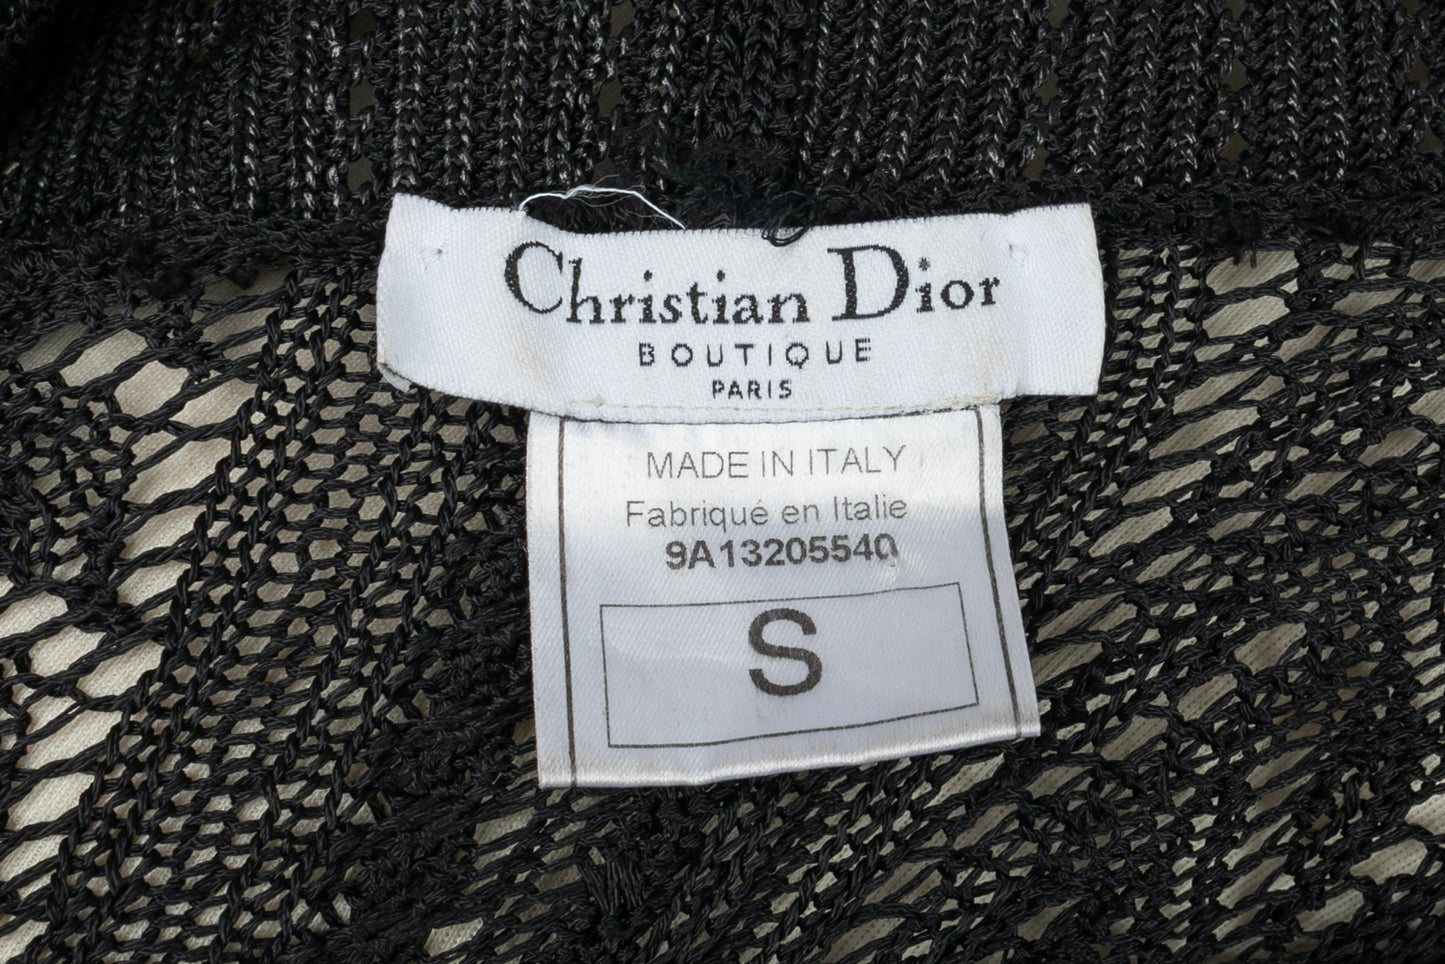 Christian Dior
BOUTIQUE
PARIS
MADE IN ITALY
Fabriqué en Italie
9A13205540
S